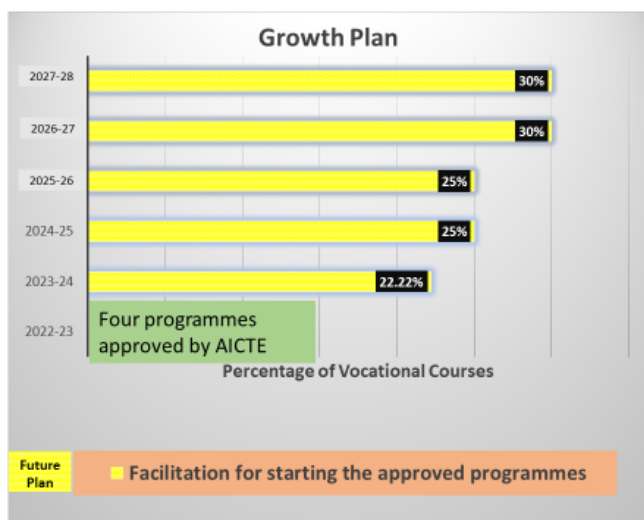 Growth Plan
2027-28
30%
2026-27
30%
2025-26
25%
2024-25
25%
2023-24
22.22%
2022-23
Four programmes
approved by AICTE
Percentage of Vocational Courses
Future
Plan
Facilitation for starting the approved programmes